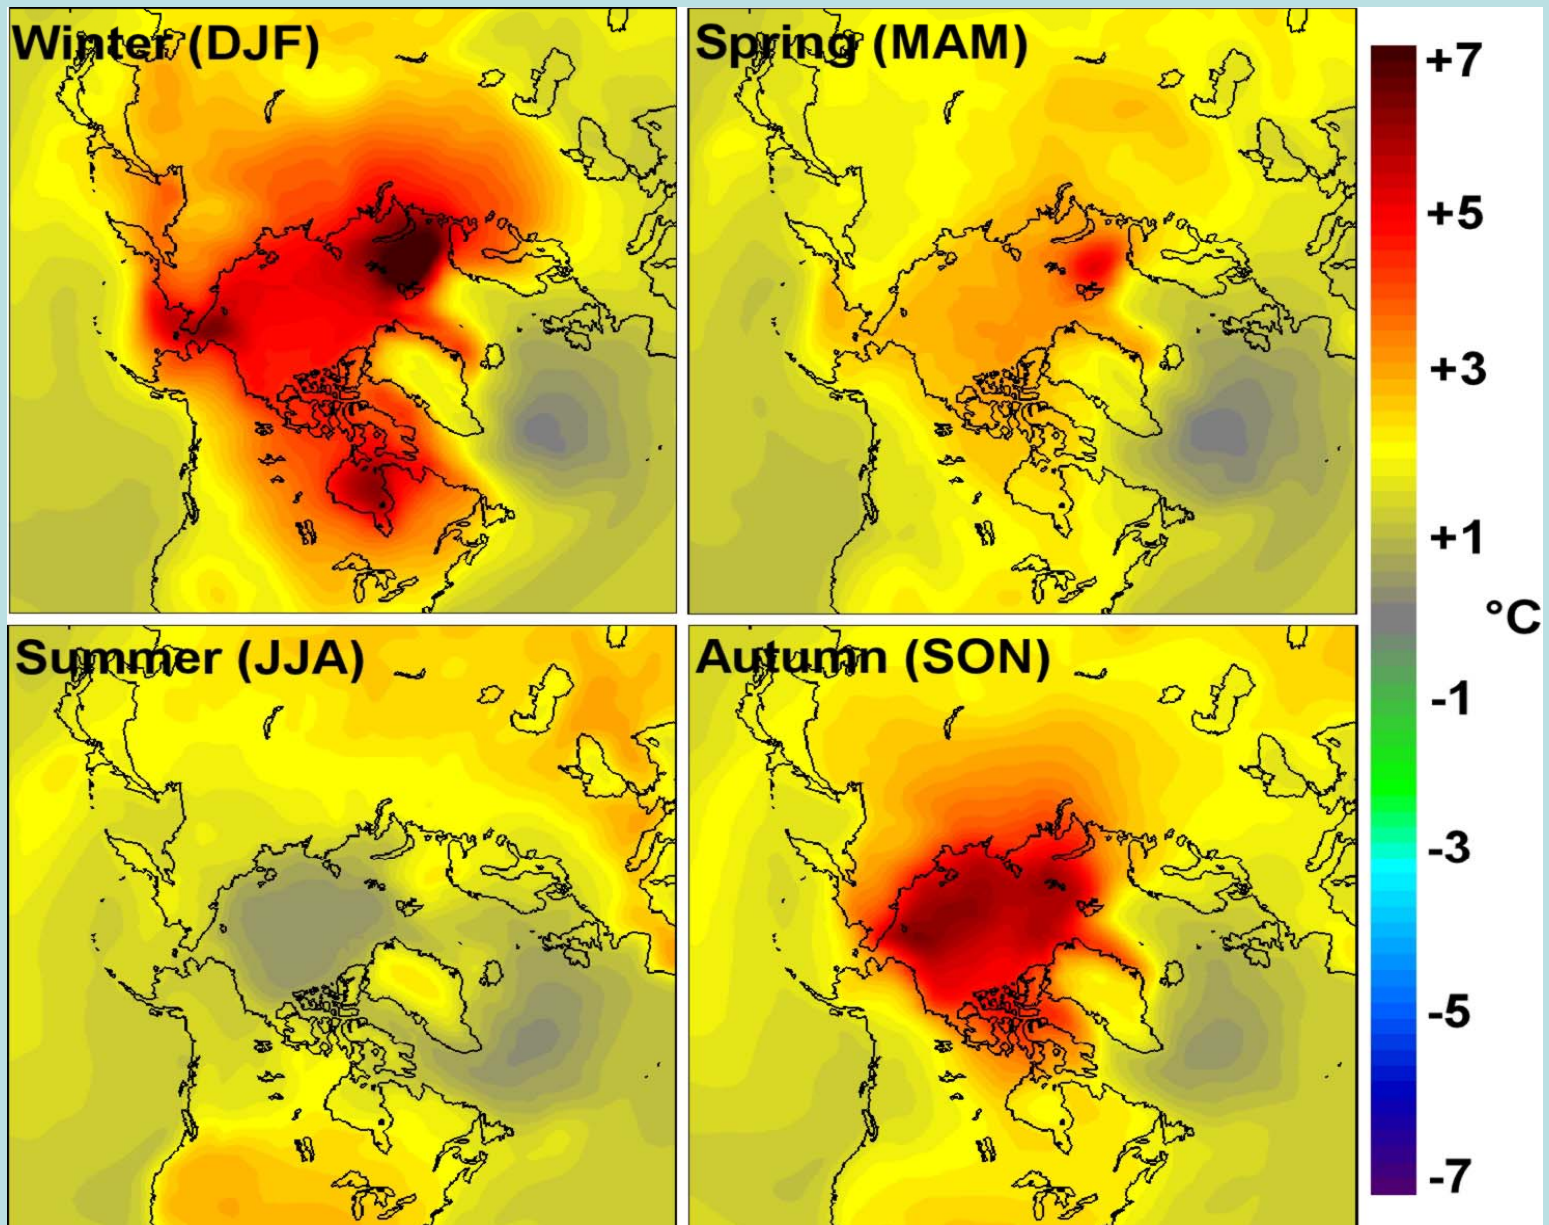 Winter (DJF)
Spring (MAM)
Summer (JJA)
Autumn (SON)
+7
+5
+3
+1
°C
-1
-3
-5
-7